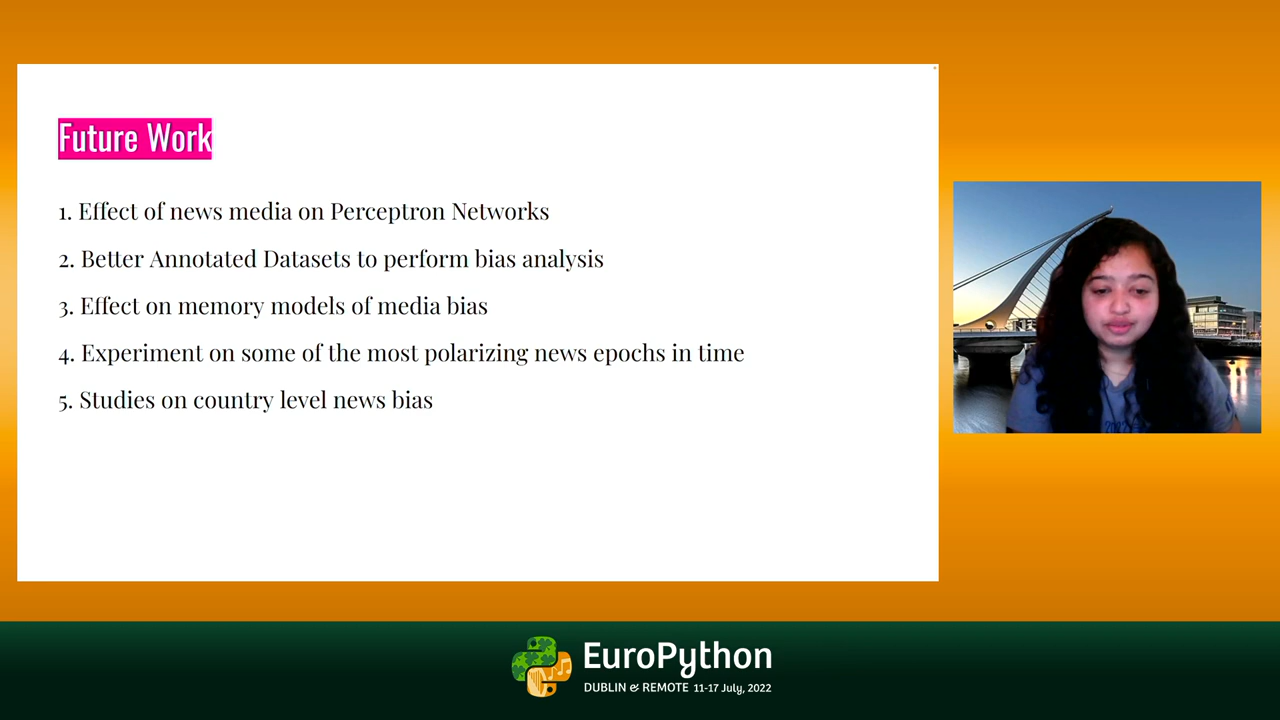 Future Work
1. Effect of news media on Perceptron Networks
2. Better Annotated Datasets to perform bias analysis
3. Effect on memory models of media bias
4. Experiment on some of the most polarizing news epochs in time
5. Studies on country level news bias
EuroPython
DUBLIN & REMOTE 11-17 July, 2022